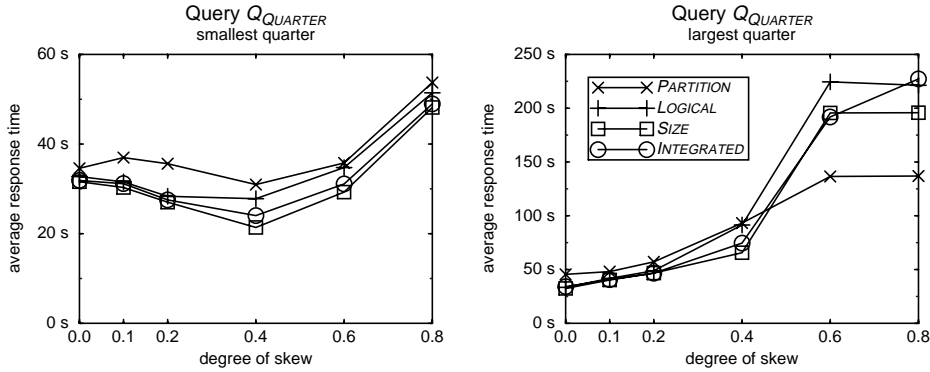 Query Q_QUARTER
smallest quarter
60 s
40 s
20 s
0 s
average response time
0.0 0.1 0.2 0.4 0.6 0.8
degree of skew
Query Q_QUARTER
largest quarter
250 s
200 s
150 s
100 s
50 s
0 s
average response time
PARTITION
LOGICAL
SIZE
INTEGRATED
0.0 0.1 0.2 0.4 0.6 0.8
degree of skew